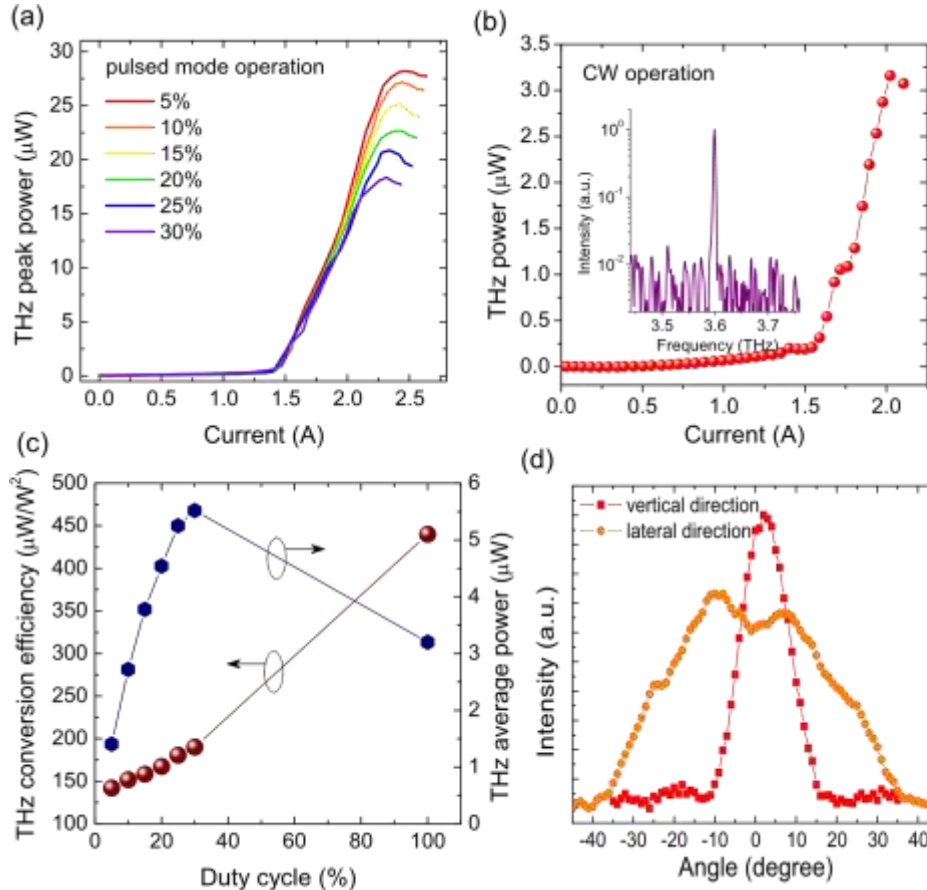 (a)
THz peak power (μW)
30
25
20
15
10
5
0
pulsed mode operation
5%
10%
15%
20%
25%
30%
0.0 0.5 1.0 1.5 2.0 2.5
Current (A)
(b)
THz power (μW)
3.5
3.0
2.5
2.0
1.5
1.0
0.5
0.0
CW operation
Intensity (a.u.)
10⁰
10⁻¹
10⁻²
3.5 3.6 3.7
Frequency (THz)
0.0 0.5 1.0 1.5 2.0
Current (A)
(c)
THz conversion efficiency (μW/W²)
500
450
400
350
300
250
200
150
100
6
5
4
3
2
1
0
THz average power (μW)
0 20 40 60 80 100
Duty cycle (%)
(d)
Intensity (a.u.)
vertical direction
lateral direction
-40 -30 -20 -10 0 10 20 30 40
Angle (degree)